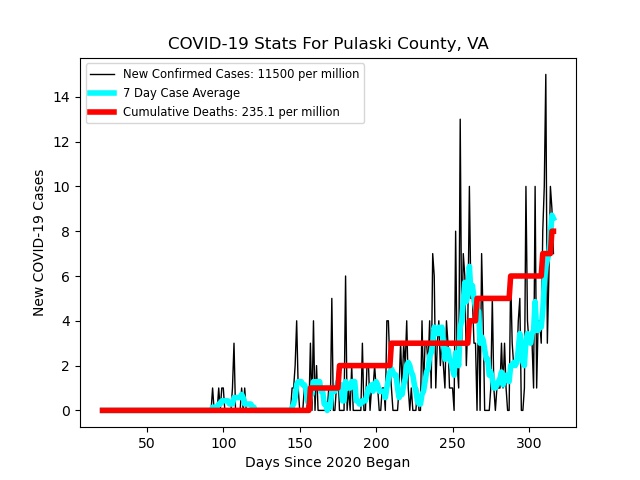 COVID-19 Stats For Pulaski County, VA
New Confirmed Cases: 11500 per million
7 Day Case Average
Cumulative Deaths: 235.1 per million
New COVID-19 Cases
14
12
10
8
6
4
2
0
50 100 150 200 250 300
Days Since 2020 Began